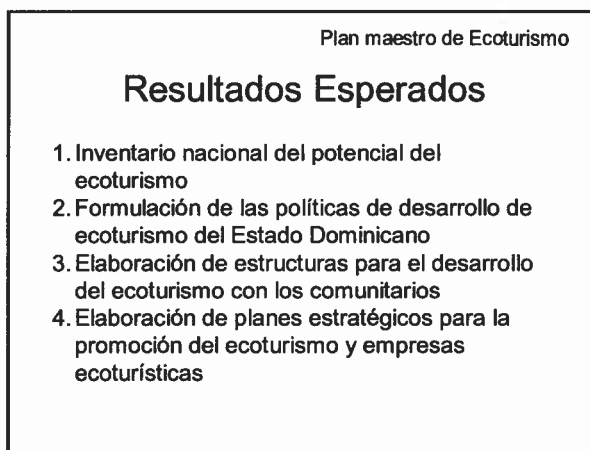 Plan maestro de Ecoturismo
Resultados Esperados
1. Inventario nacional del potencial del
ecoturismo
2. Formulación de las políticas de desarrollo de
ecoturismo del Estado Dominicano
3. Elaboración de estructuras para el desarrollo
del ecoturismo con los comunitarios
4. Elaboración de planes estratégicos para la
promoción del ecoturismo y empresas
ecoturísticas